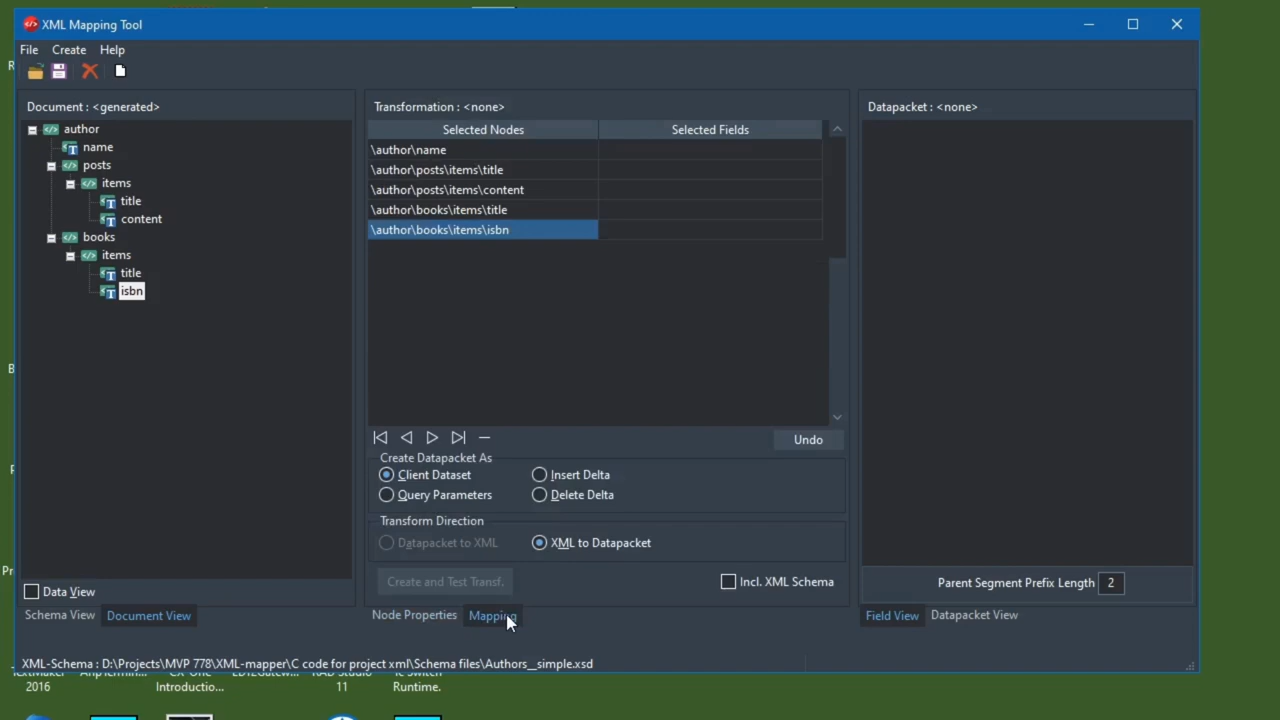 XML Mapping Tool
File Create Help
Document : <generated>
author
name
posts
items
title
content
books
items
title
isbn
Data View
Schema View Document View
Transformation : <none>
Selected Nodes Selected Fields
\author\name
\author\posts\items\title
\author\posts\items\content
\author\books\items\title
\author\books\items\isbn
Undo
Create Datapacket As
Client Dataset Insert Delta
Query Parameters Delete Delta
Transform Direction
Datapacket to XML XML to Datapacket
Create and Test Transf. Incl. XML Schema
Node Properties Mapping
Datapacket : <none>
Parent Segment Prefix Length 2
Field View Datapacket View
XML-Schema : D:\Projects\MVP 778\XML-mapper\C code for project xml\Schema files\Authors__simple.xsd
2016 Introductio... 11 Runtime.